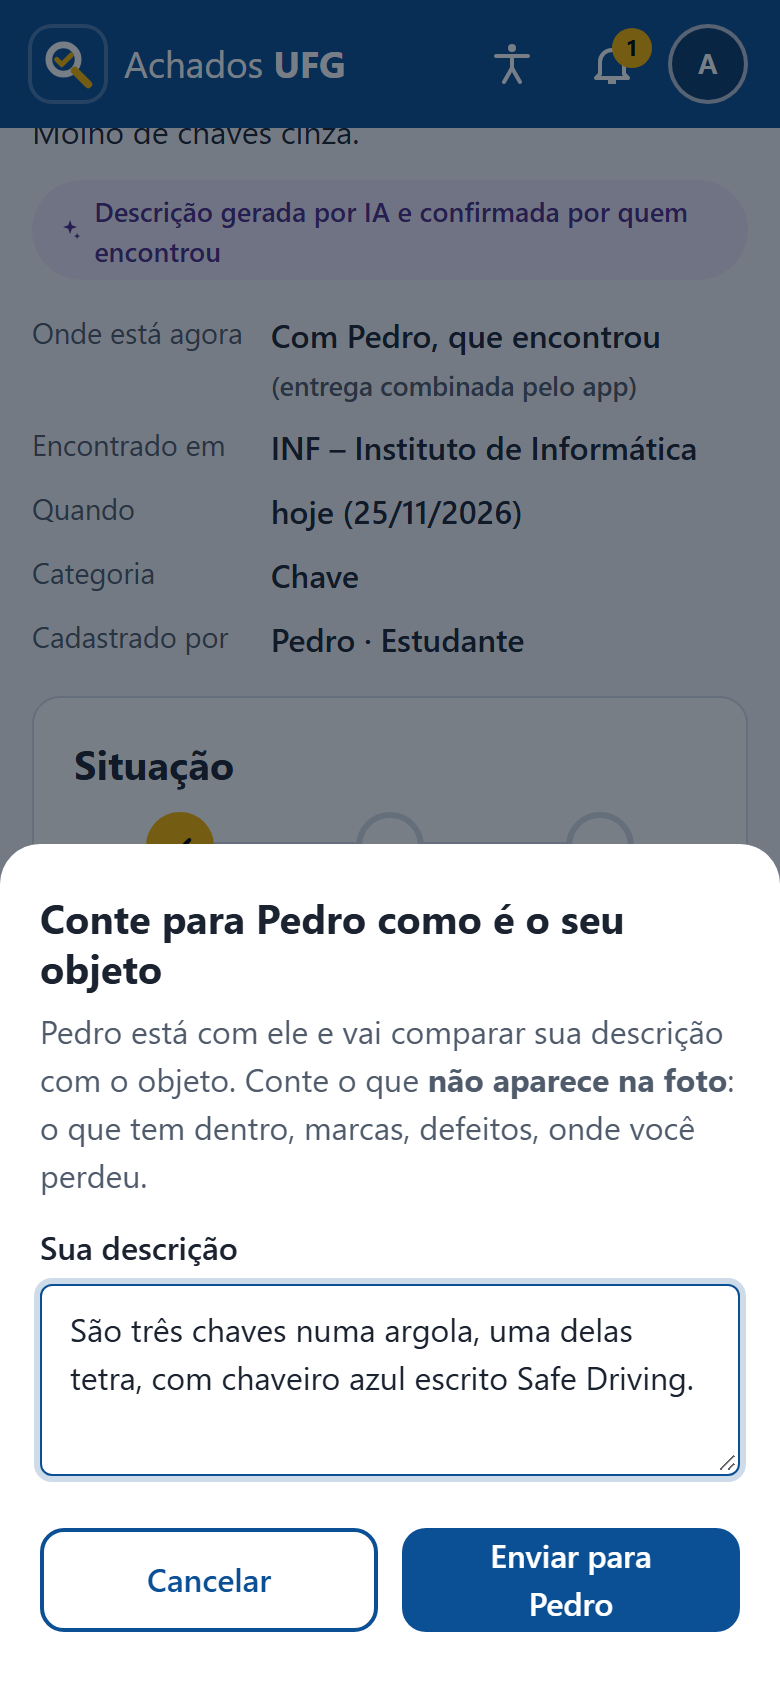 Achados UFG
1
A
Molho de chaves cinza.
Descrição gerada por IA e confirmada por quem
encontrou
Onde está agora
Com Pedro, que encontrou
(entrega combinada pelo app)
Encontrado em
INF – Instituto de Informática
Quando
hoje (25/11/2026)
Categoria
Chave
Cadastrado por
Pedro · Estudante
Situação
Conte para Pedro como é o seu
objeto
Pedro está com ele e vai comparar sua descrição
com o objeto. Conte o que não aparece na foto:
o que tem dentro, marcas, defeitos, onde você
perdeu.
Sua descrição
São três chaves numa argola, uma delas
tetra, com chaveiro azul escrito Safe Driving.
Cancelar
Enviar para
Pedro